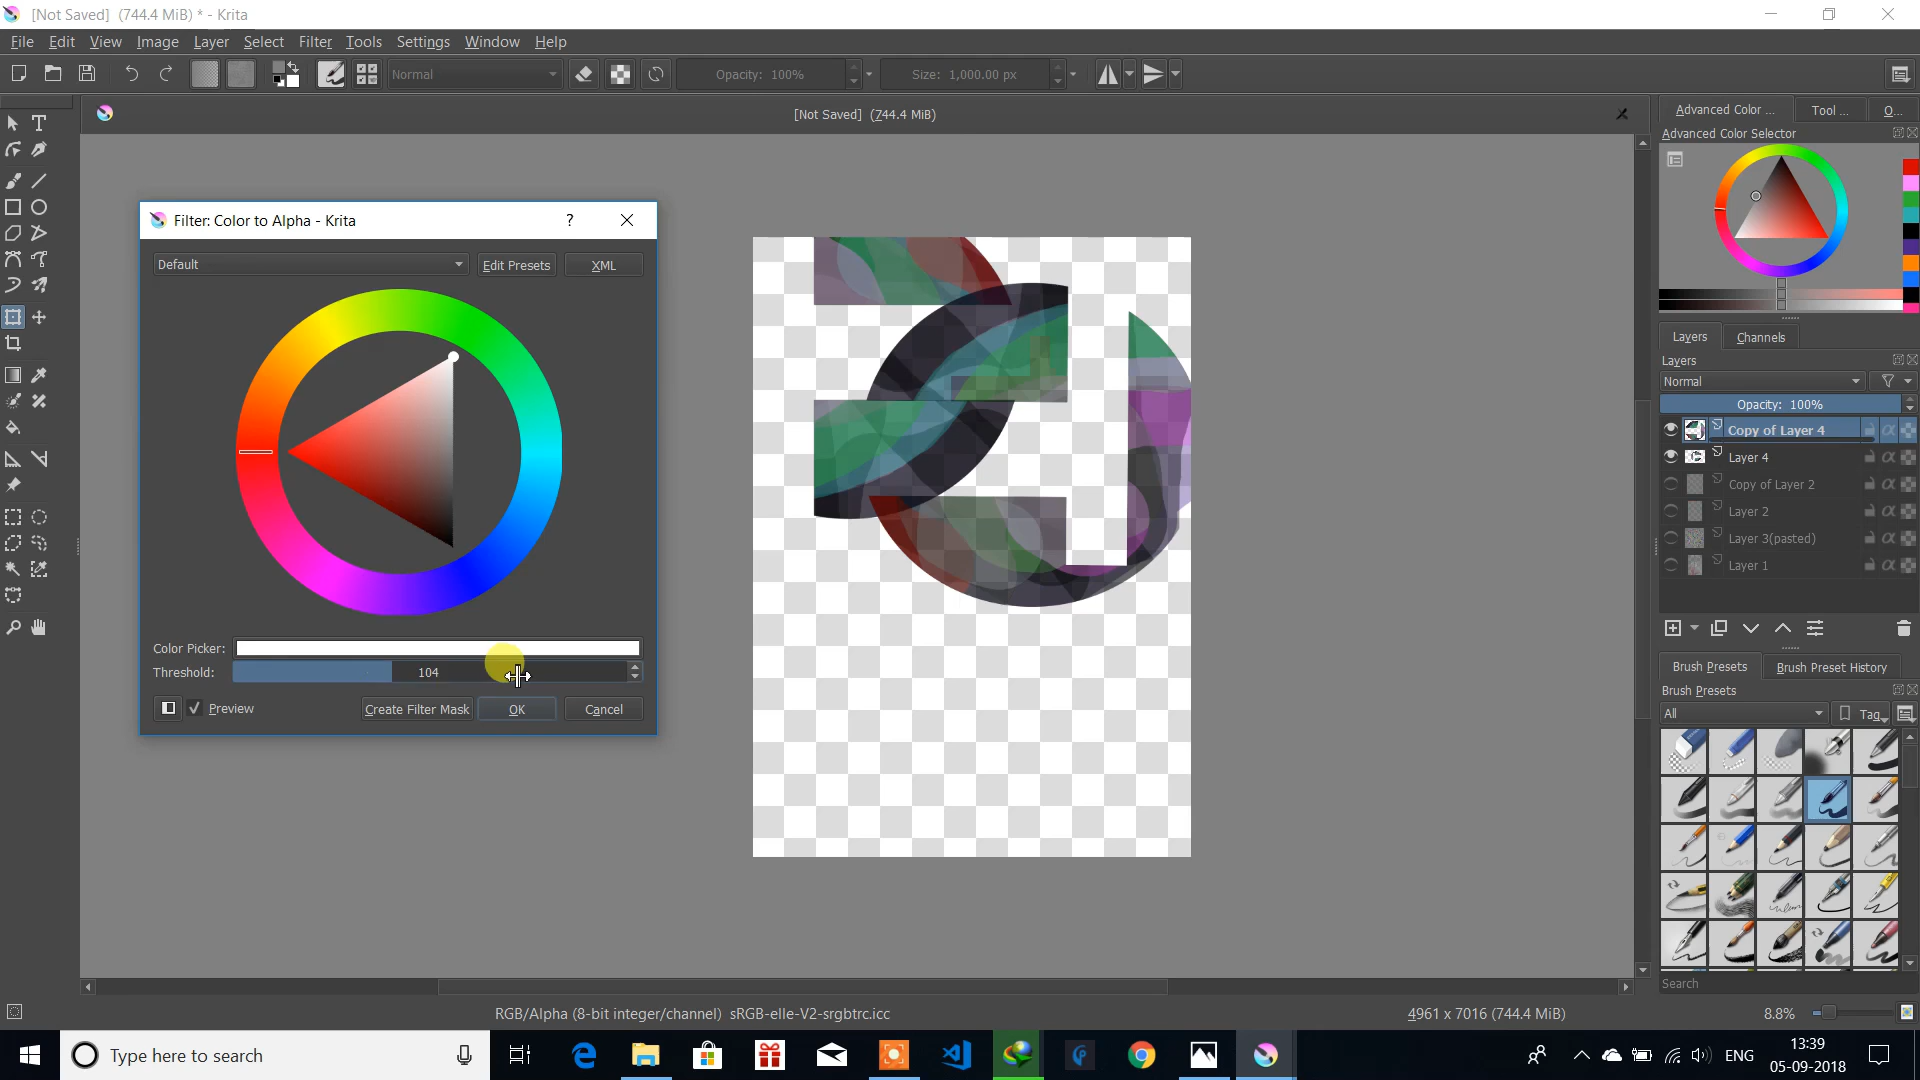 [Not Saved]  (744.4 MiB) * - Krita
File Edit View Image Layer Select Filter Tools Settings Window Help
Normal Opacity: 100% Size: 1,000.00 px
[Not Saved]  (744.4 MiB)
Advanced Color ... Tool ... O...
Advanced Color Selector
Filter: Color to Alpha - Krita ?
Default Edit Presets XML
Color Picker:
Threshold: 104
Preview Create Filter Mask OK Cancel
Layers Channels
Layers
Normal
Opacity: 100%
Copy of Layer 4
Layer 4
Copy of Layer 2
Layer 2
Layer 3(pasted)
Layer 1
Brush Presets Brush Preset History
Brush Presets
All Tag
Search
RGB/Alpha (8-bit integer/channel)  sRGB-elle-V2-srgbtrc.icc 4961 x 7016 (744.4 MiB) 8.8%
Type here to search ENG 13:39
05-09-2018